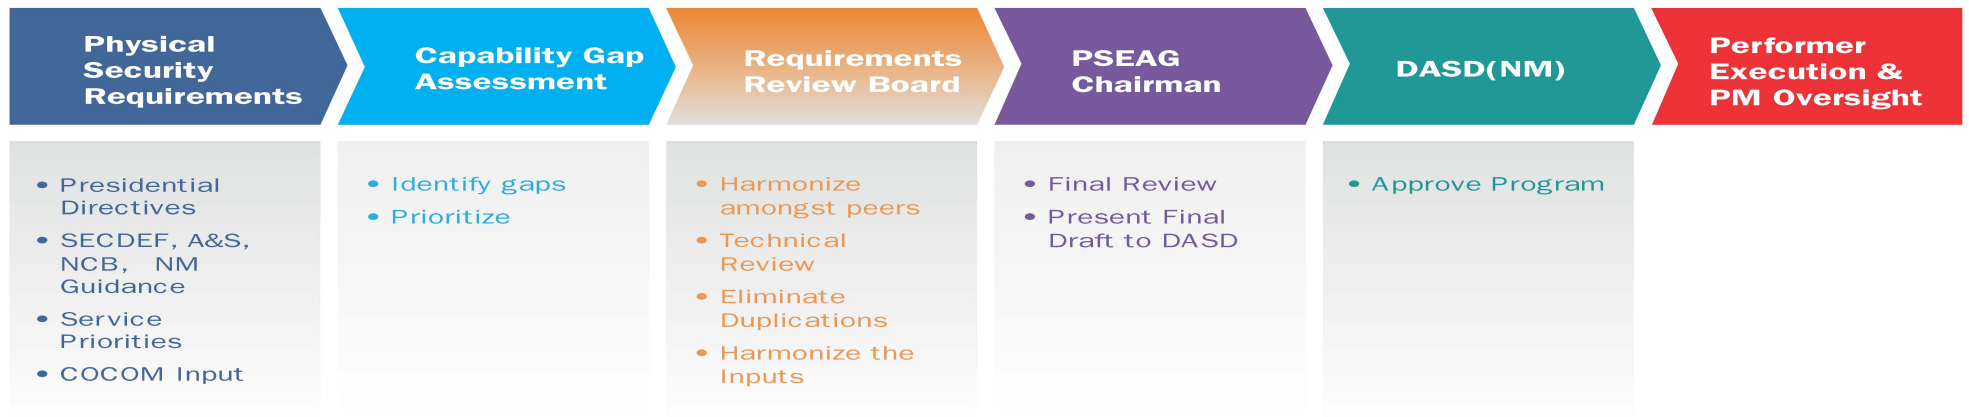 Physical
Security
Requirements
Capability Gap
Assessment
Requirements
Review Board
PSEAG
Chairman
DASD(NM)
Performer
Execution &
PM Oversight
• Presidential
Directives
• SECDEF, A&S,
NCB, NM
Guidance
• Service
Priorities
• COCOM Input
• Identify gaps
• Prioritize
• Harmonize
amongst peers
• Technical
Review
• Eliminate
Duplications
• Harmonize the
Inputs
• Final Review
• Present Final
Draft to DASD
• Approve Program